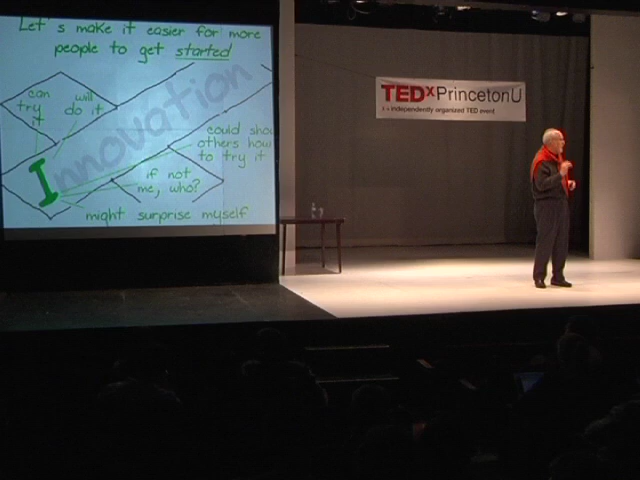 Let's make it easier for more
people to get started
can
try
it
will
do it
Innovation
could
others how
to try it
if not
me, who?
might surprise myself
TEDxPrincetonU
x = independently organized TED event